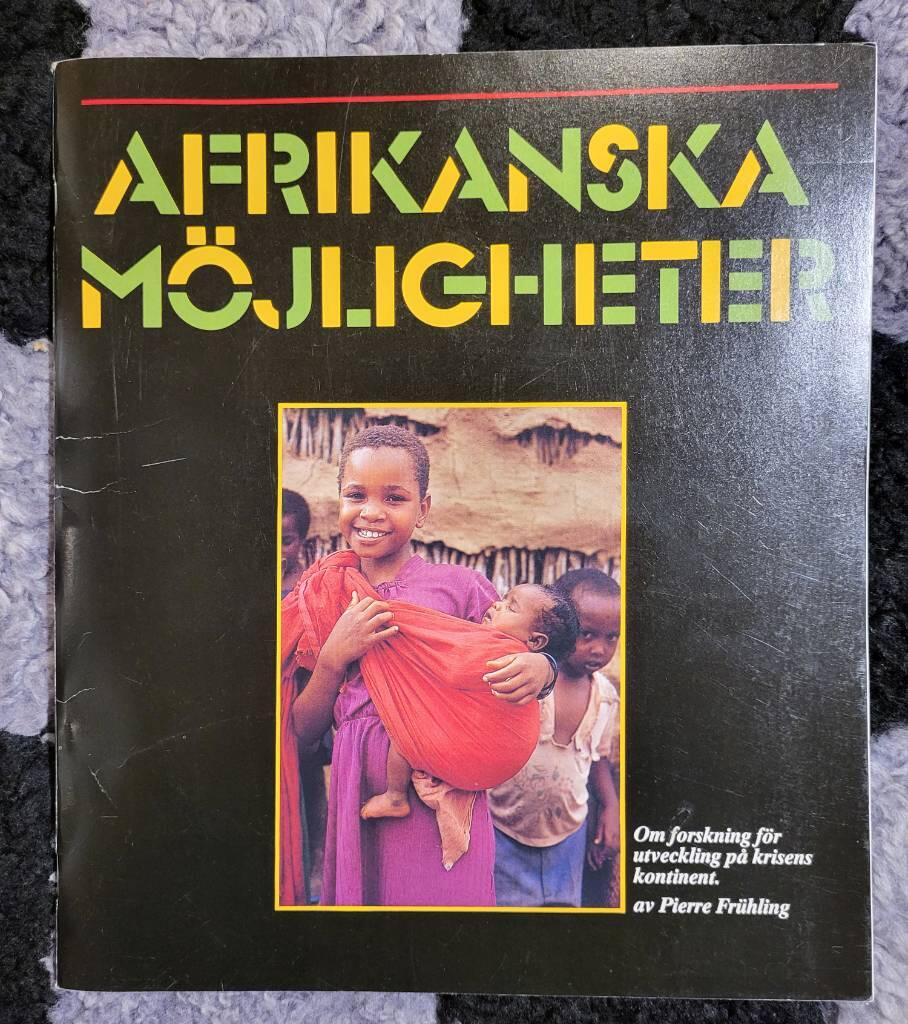 AFRIKANSKA
MÖJLIGHETER
Om forskning för
utveckling på krisens
kontinent.
av Pierre Frühling